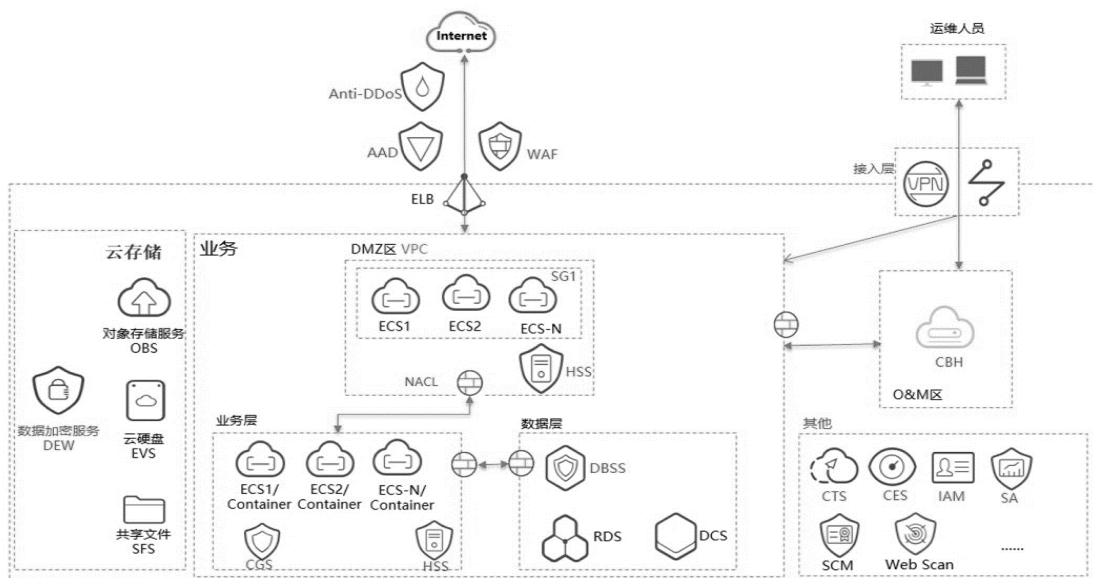 Internet
Anti-DDoS
AAD
WAF
ELB
运维人员
接入层
VPN
云存储
对象存储服务
OBS
数据加密服务
DEW
云硬盘
EVS
共享文件
SFS
业务
DMZ区 VPC
SG1
ECS1
ECS2
ECS-N
HSS
NACL
业务层
ECS1/
Container
ECS2/
Container
ECS-N/
Container
CGS
HSS
数据层
DBSS
RDS
DCS
CBH
O&M区
其他
CTS
CES
IAM
SA
SCM
Web Scan
......